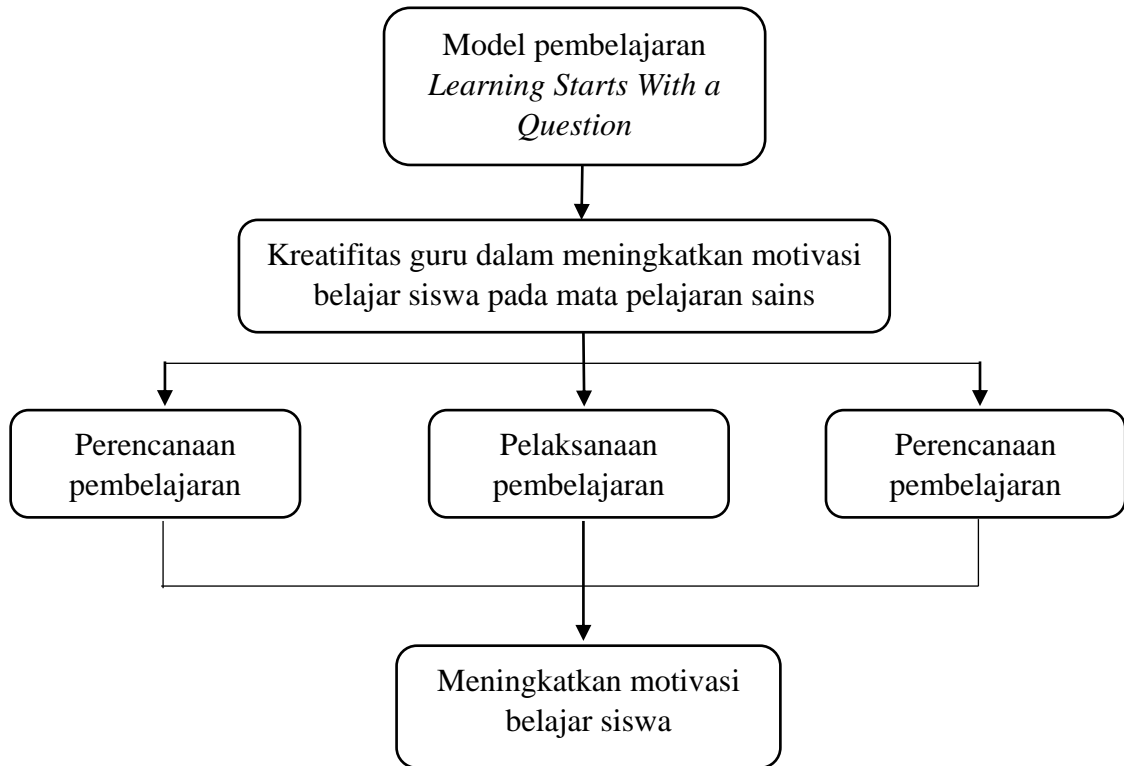 Model pembelajaran
Learning Starts With a
Question
Kreatifitas guru dalam meningkatkan motivasi
belajar siswa pada mata pelajaran sains
Perencanaan
pembelajaran
Pelaksanaan
pembelajaran
Perencanaan
pembelajaran
Meningkatkan motivasi
belajar siswa